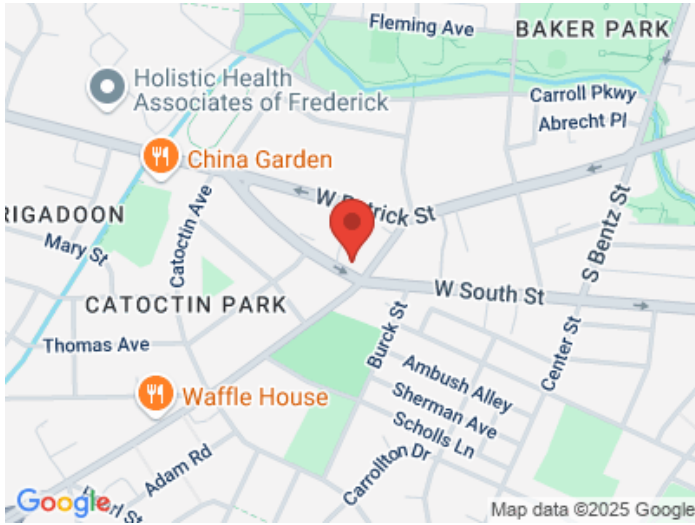 Fleming Ave
BAKER PARK
Holistic Health
Associates of Frederick
Carroll Pkwy
Abrecht Pl
China Garden
W Patrick St
RIGADOON
Mary St
Catoctin Ave
S Bentz St
CATOCTIN PARK
W South St
Thomas Ave
Burck St
Center St
Waffle House
Ambush Alley
Sherman Ave
Scholls Ln
Adam Rd
Carrollton Dr
Google
Map data ©2025 Google